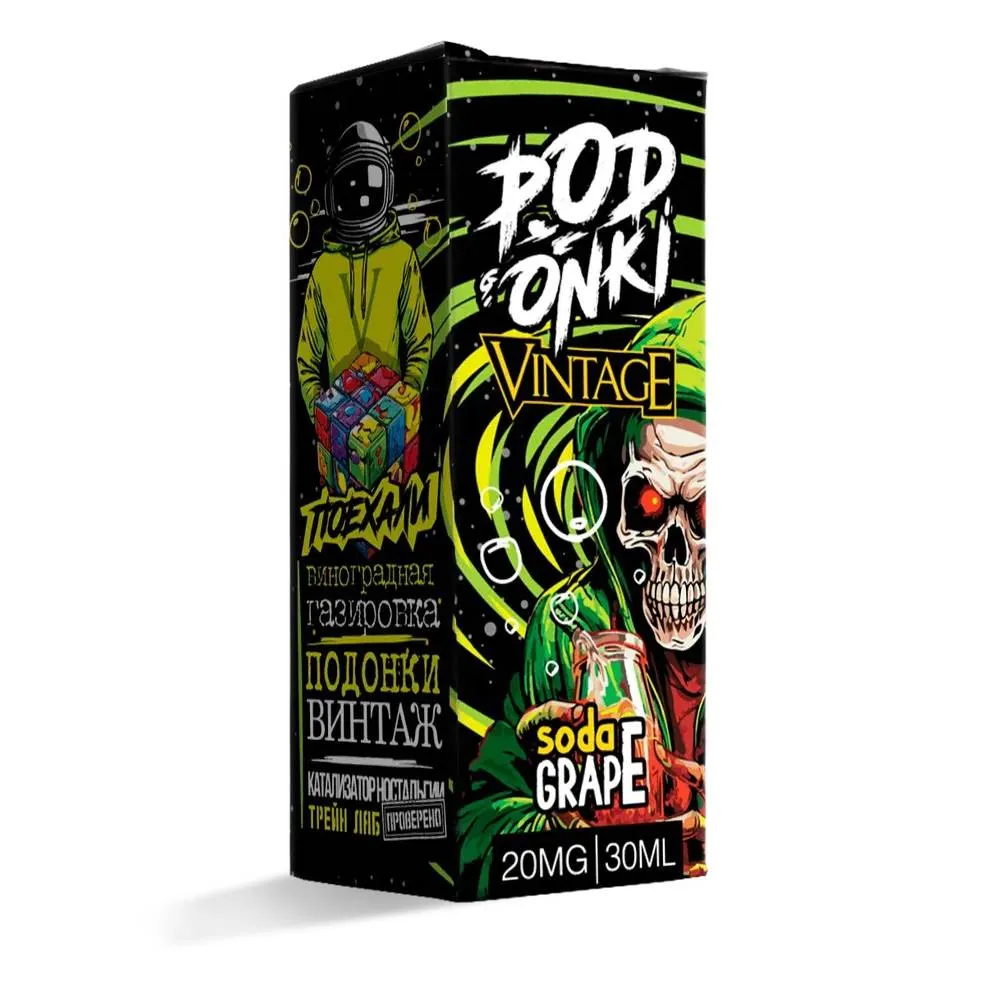 ПОЕХАЛИ
ВИНОГРАДНАЯ
ГАЗИРОВКА
ПОДОНКИ
ВИНТАЖ
КАТАЛИЗАТОР НОСТАЛЬГИИ
ТРЕЙН ЛАБ
ПРОВЕРЕНО
V
POD
ONKI
VINTAGE
soda
GRAPE
20MG|30ML